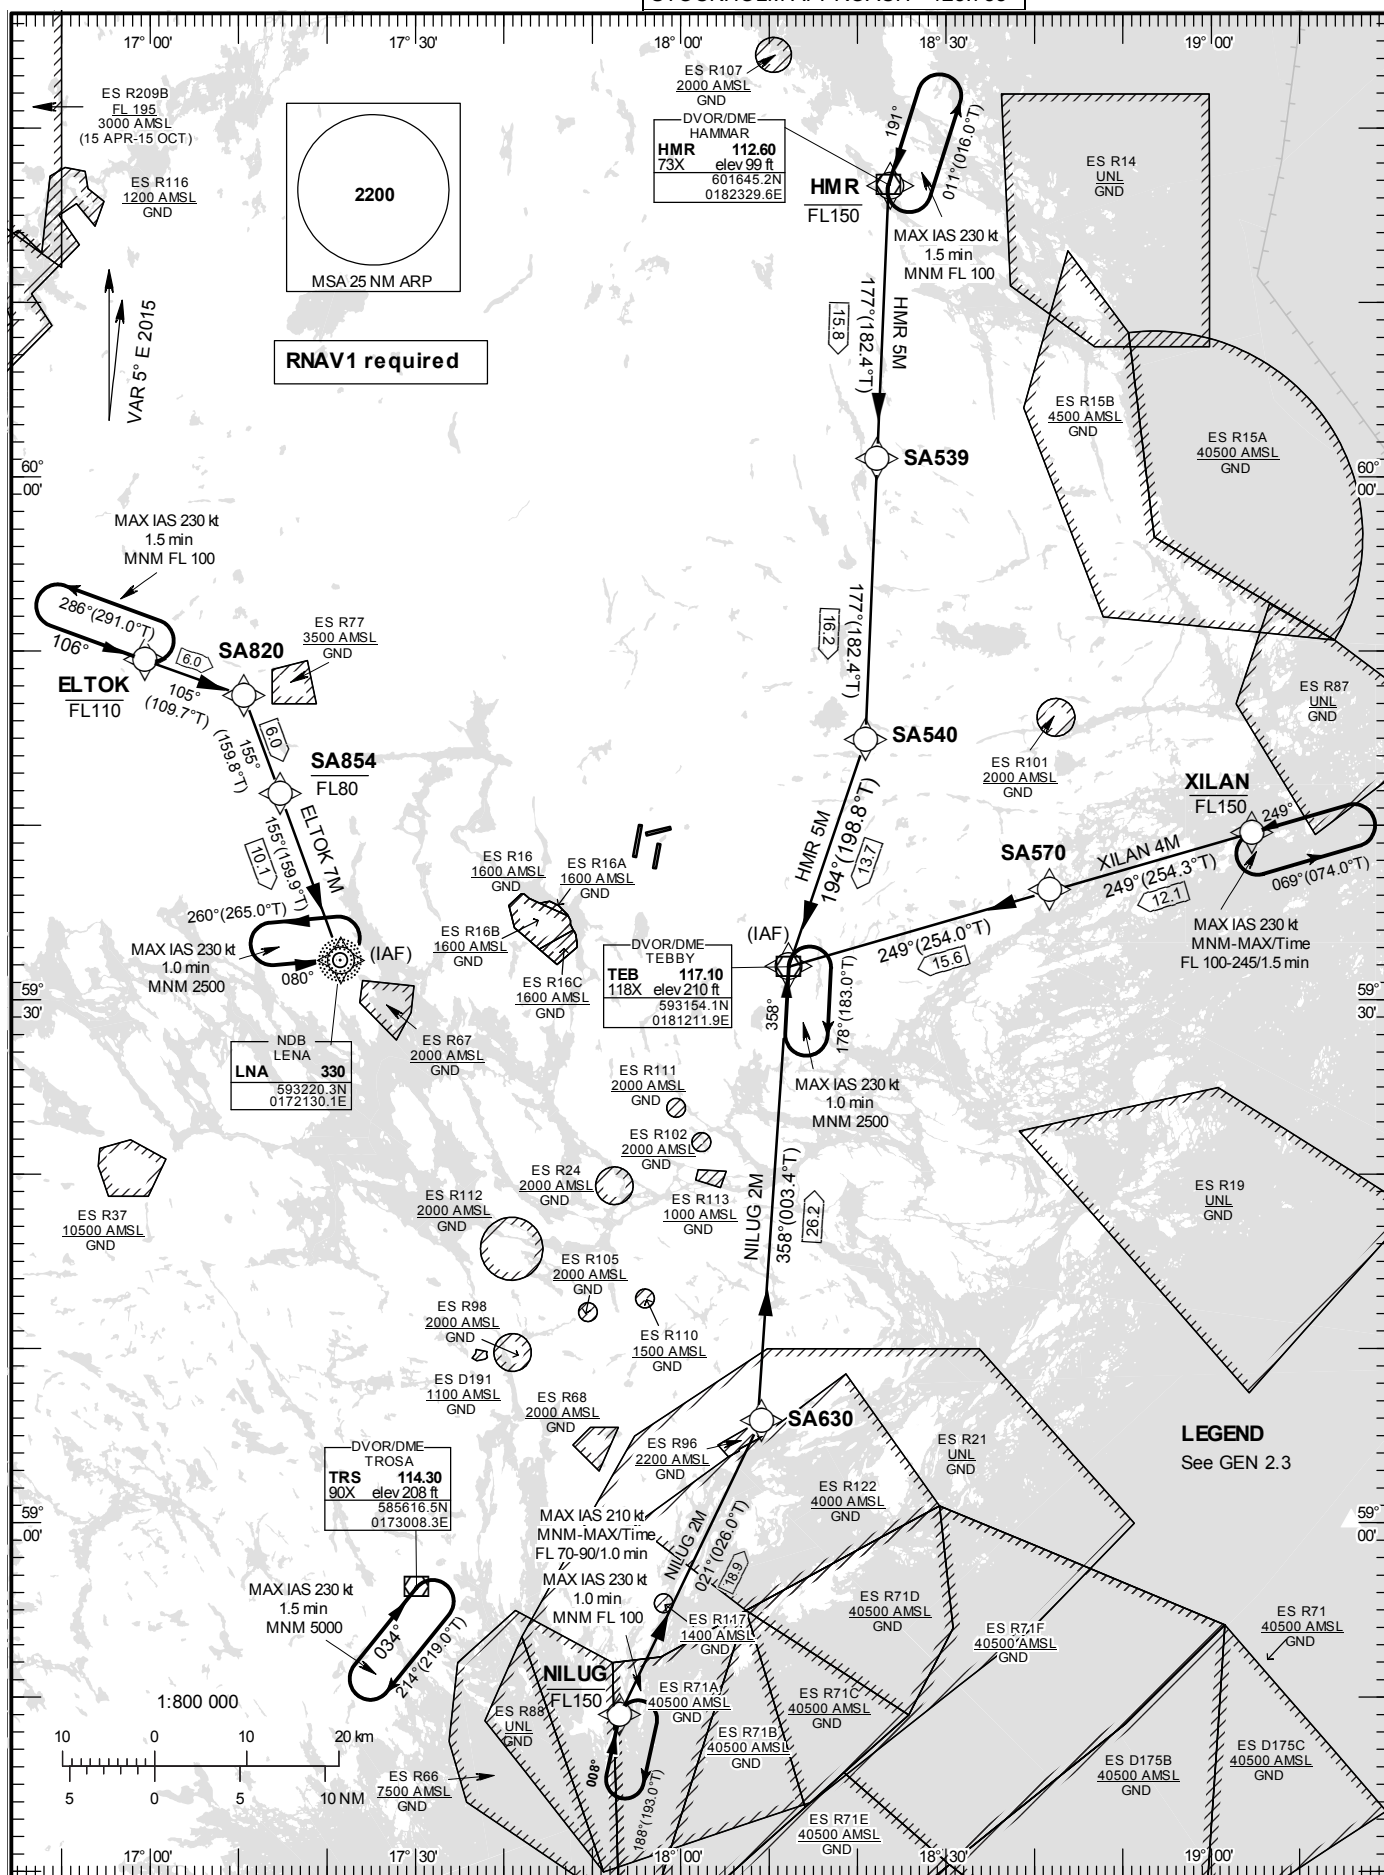 17° 00'
17° 30'
18° 00'
18° 30'
19° 00'
ES R209B
FL 195
3000 AMSL
(15 APR-15 OCT)
ES R116
1200 AMSL
GND
2200
MSA 25 NM ARP
RNAV1 required
VAR 5° E 2015
ES R107
2000 AMSL
GND
DVOR/DME
HAMMAR
HMR 112.60
73X elev 99 ft
601645.2N
0182329.6E
HMR
FL150
191°
011°(016.0°T)
MAX IAS 230 kt
1.5 min
MNM FL 100
ES R14
UNL
GND
15.8
177°(182.4°T)
HMR 5M
ES R15B
4500 AMSL
GND
ES R15A
40500 AMSL
GND
SA539
60°
00'
60°
00'
MAX IAS 230 kt
1.5 min
MNM FL 100
286°(291.0°T)
106°
ELTOK
FL110
6.0
SA820
105°
(109.7°T)
ES R77
3500 AMSL
GND
155°
(159.8°T)
6.0
SA854
FL80
16.2
177°(182.4°T)
SA540
ES R87
UNL
GND
ES R101
2000 AMSL
GND
XILAN
FL150
249°
069°(074.0°T)
XILAN 4M
249°(254.3°T)
12.1
SA570
MAX IAS 230 kt
MNM-MAX/Time
FL 100-245/1.5 min
249°(254.0°T)
15.6
HMR 5M
194°(198.8°T)
13.7
ELTOK 7M
155°(159.9°T)
10.1
260°(265.0°T)
080°
(IAF)
MAX IAS 230 kt
1.0 min
MNM 2500
ES R16
1600 AMSL
GND
ES R16A
1600 AMSL
GND
ES R16B
1600 AMSL
GND
ES R16C
1600 AMSL
GND
(IAF)
DVOR/DME
TEBBY
TEB 117.10
118X elev 210 ft
593154.1N
0181211.9E
358°
178°(183.0°T)
59°
30'
59°
30'
NDB
LENA
LNA 330
593220.3N
0172130.1E
ES R67
2000 AMSL
GND
MAX IAS 230 kt
1.0 min
MNM 2500
ES R111
2000 AMSL
GND
ES R102
2000 AMSL
GND
ES R24
2000 AMSL
GND
ES R113
1000 AMSL
GND
ES R112
2000 AMSL
GND
ES R37
10500 AMSL
GND
ES R19
UNL
GND
NILUG 2M
358°(003.4°T)
26.2
ES R105
2000 AMSL
GND
ES R98
2000 AMSL
GND
ES R110
1500 AMSL
GND
ES D191
1100 AMSL
GND
ES R68
2000 AMSL
GND
SA630
ES R96
2200 AMSL
GND
ES R21
UNL
GND
LEGEND
See GEN 2.3
DVOR/DME
TROSA
TRS 114.30
90X elev 208 ft
585616.5N
0173008.3E
ES R122
4000 AMSL
GND
59°
00'
59°
00'
MAX IAS 210 kt
MNM-MAX/Time
FL 70-90/1.0 min
MAX IAS 230 kt
1.0 min
MNM FL 100
NILUG 2M
021°(026.0°T)
18.9
MAX IAS 230 kt
1.5 min
MNM 5000
034°
214°(219.0°T)
ES R117
1400 AMSL
GND
ES R71D
40500 AMSL
GND
ES R71F
40500 AMSL
GND
ES R71
40500 AMSL
GND
NILUG
FL150
ES R71A
40500 AMSL
GND
ES R71C
40500 AMSL
GND
ES R71B
40500 AMSL
GND
ES R88
UNL
GND
ES R66
7500 AMSL
GND
008°
188°(193.0°T)
ES D175B
40500 AMSL
GND
ES D175C
40500 AMSL
GND
ES R71E
40500 AMSL
GND
1:800 000
10 0 10 20 km
5 0 5 10 NM
17° 00'
17° 30'
18° 00'
18° 30'
19° 00'